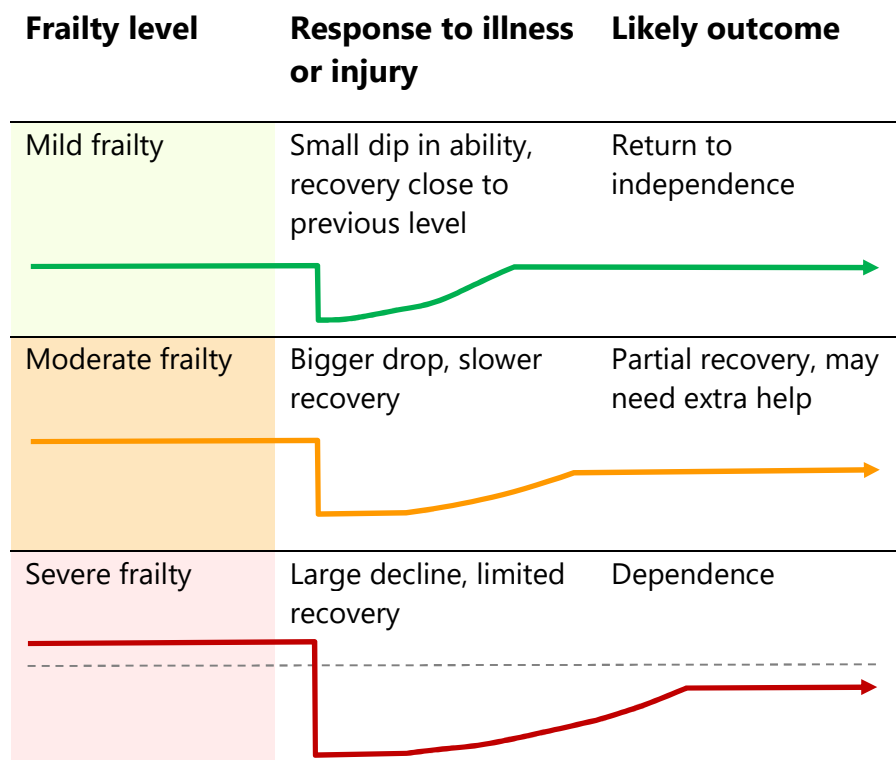 Frailty level
Response to illness
or injury
Likely outcome
Mild frailty
Small dip in ability,
recovery close to
previous level
Return to
independence
Moderate frailty
Bigger drop, slower
recovery
Partial recovery, may
need extra help
Severe frailty
Large decline, limited
recovery
Dependence